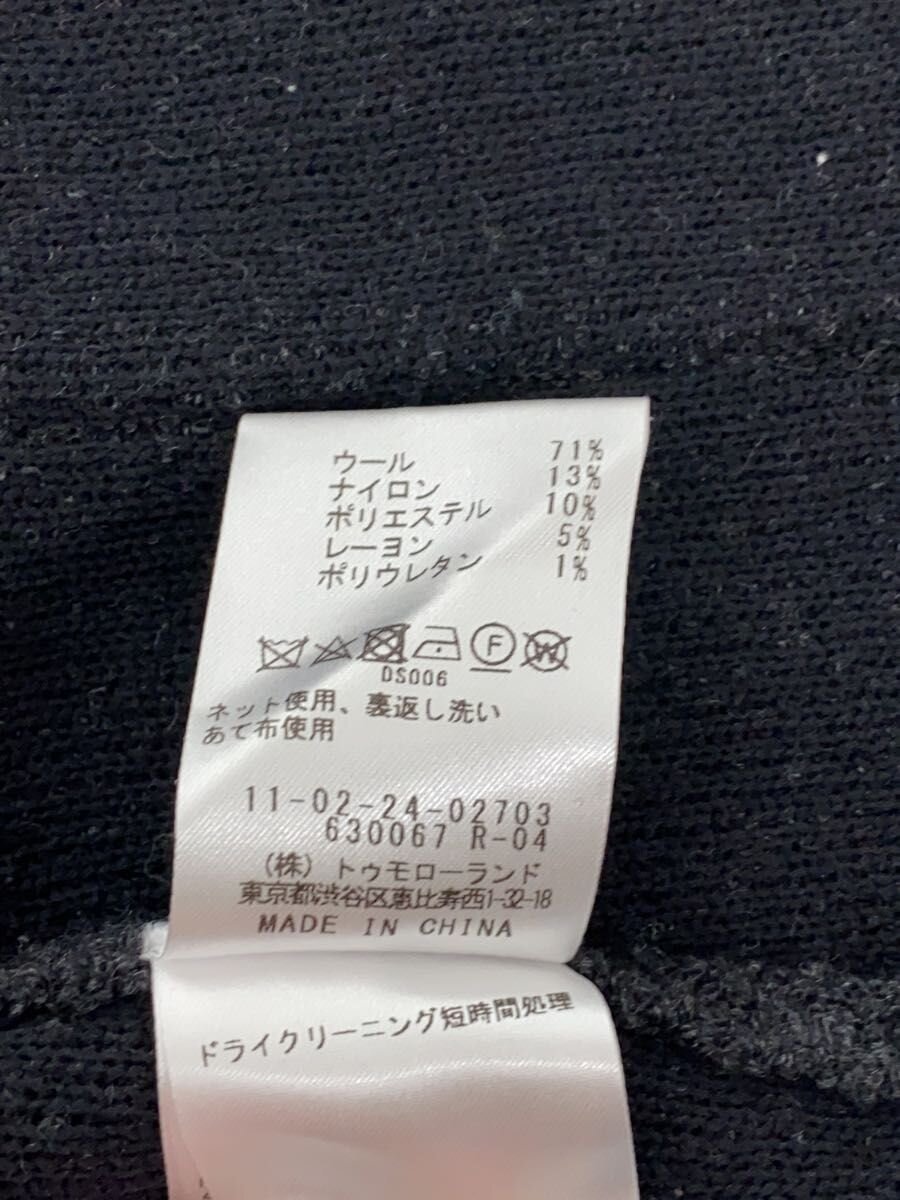 ウール 71%
ナイロン 13%
ポリエステル 10%
レーヨン 5%
ポリウレタン 1%
F W
DS006
ネット使用、裏返し洗い
あて布使用
11-02-24-02703
630067 R-04
(株) トゥモローランド
東京都渋谷区恵比寿西1-32-18
MADE IN CHINA
ドライクリーニング短時間処理